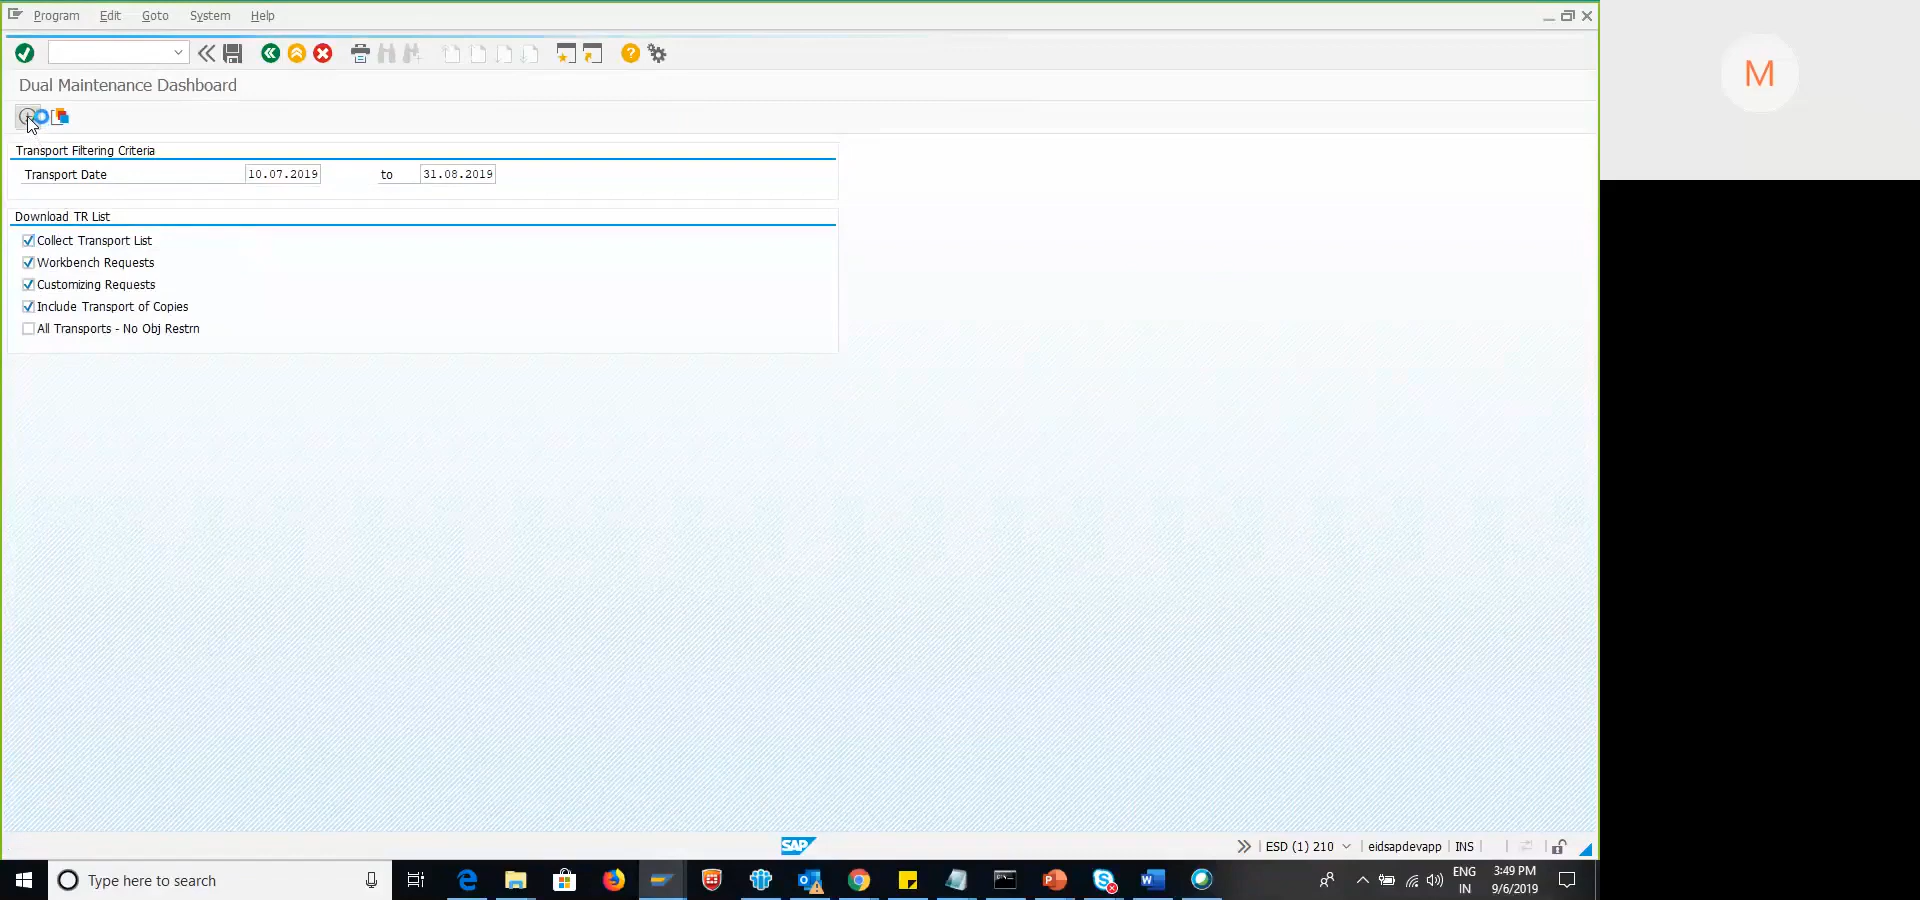 Program Edit Goto System Help
Dual Maintenance Dashboard
Transport Filtering Criteria
Transport Date 10.07.2019 to 31.08.2019
Download TR List
Collect Transport List
Workbench Requests
Customizing Requests
Include Transport of Copies
All Transports - No Obj Restrn
M
SAP
ESD (1) 210 eidsapdevapp INS
Type here to search
ENG
IN
3:49 PM
9/6/2019